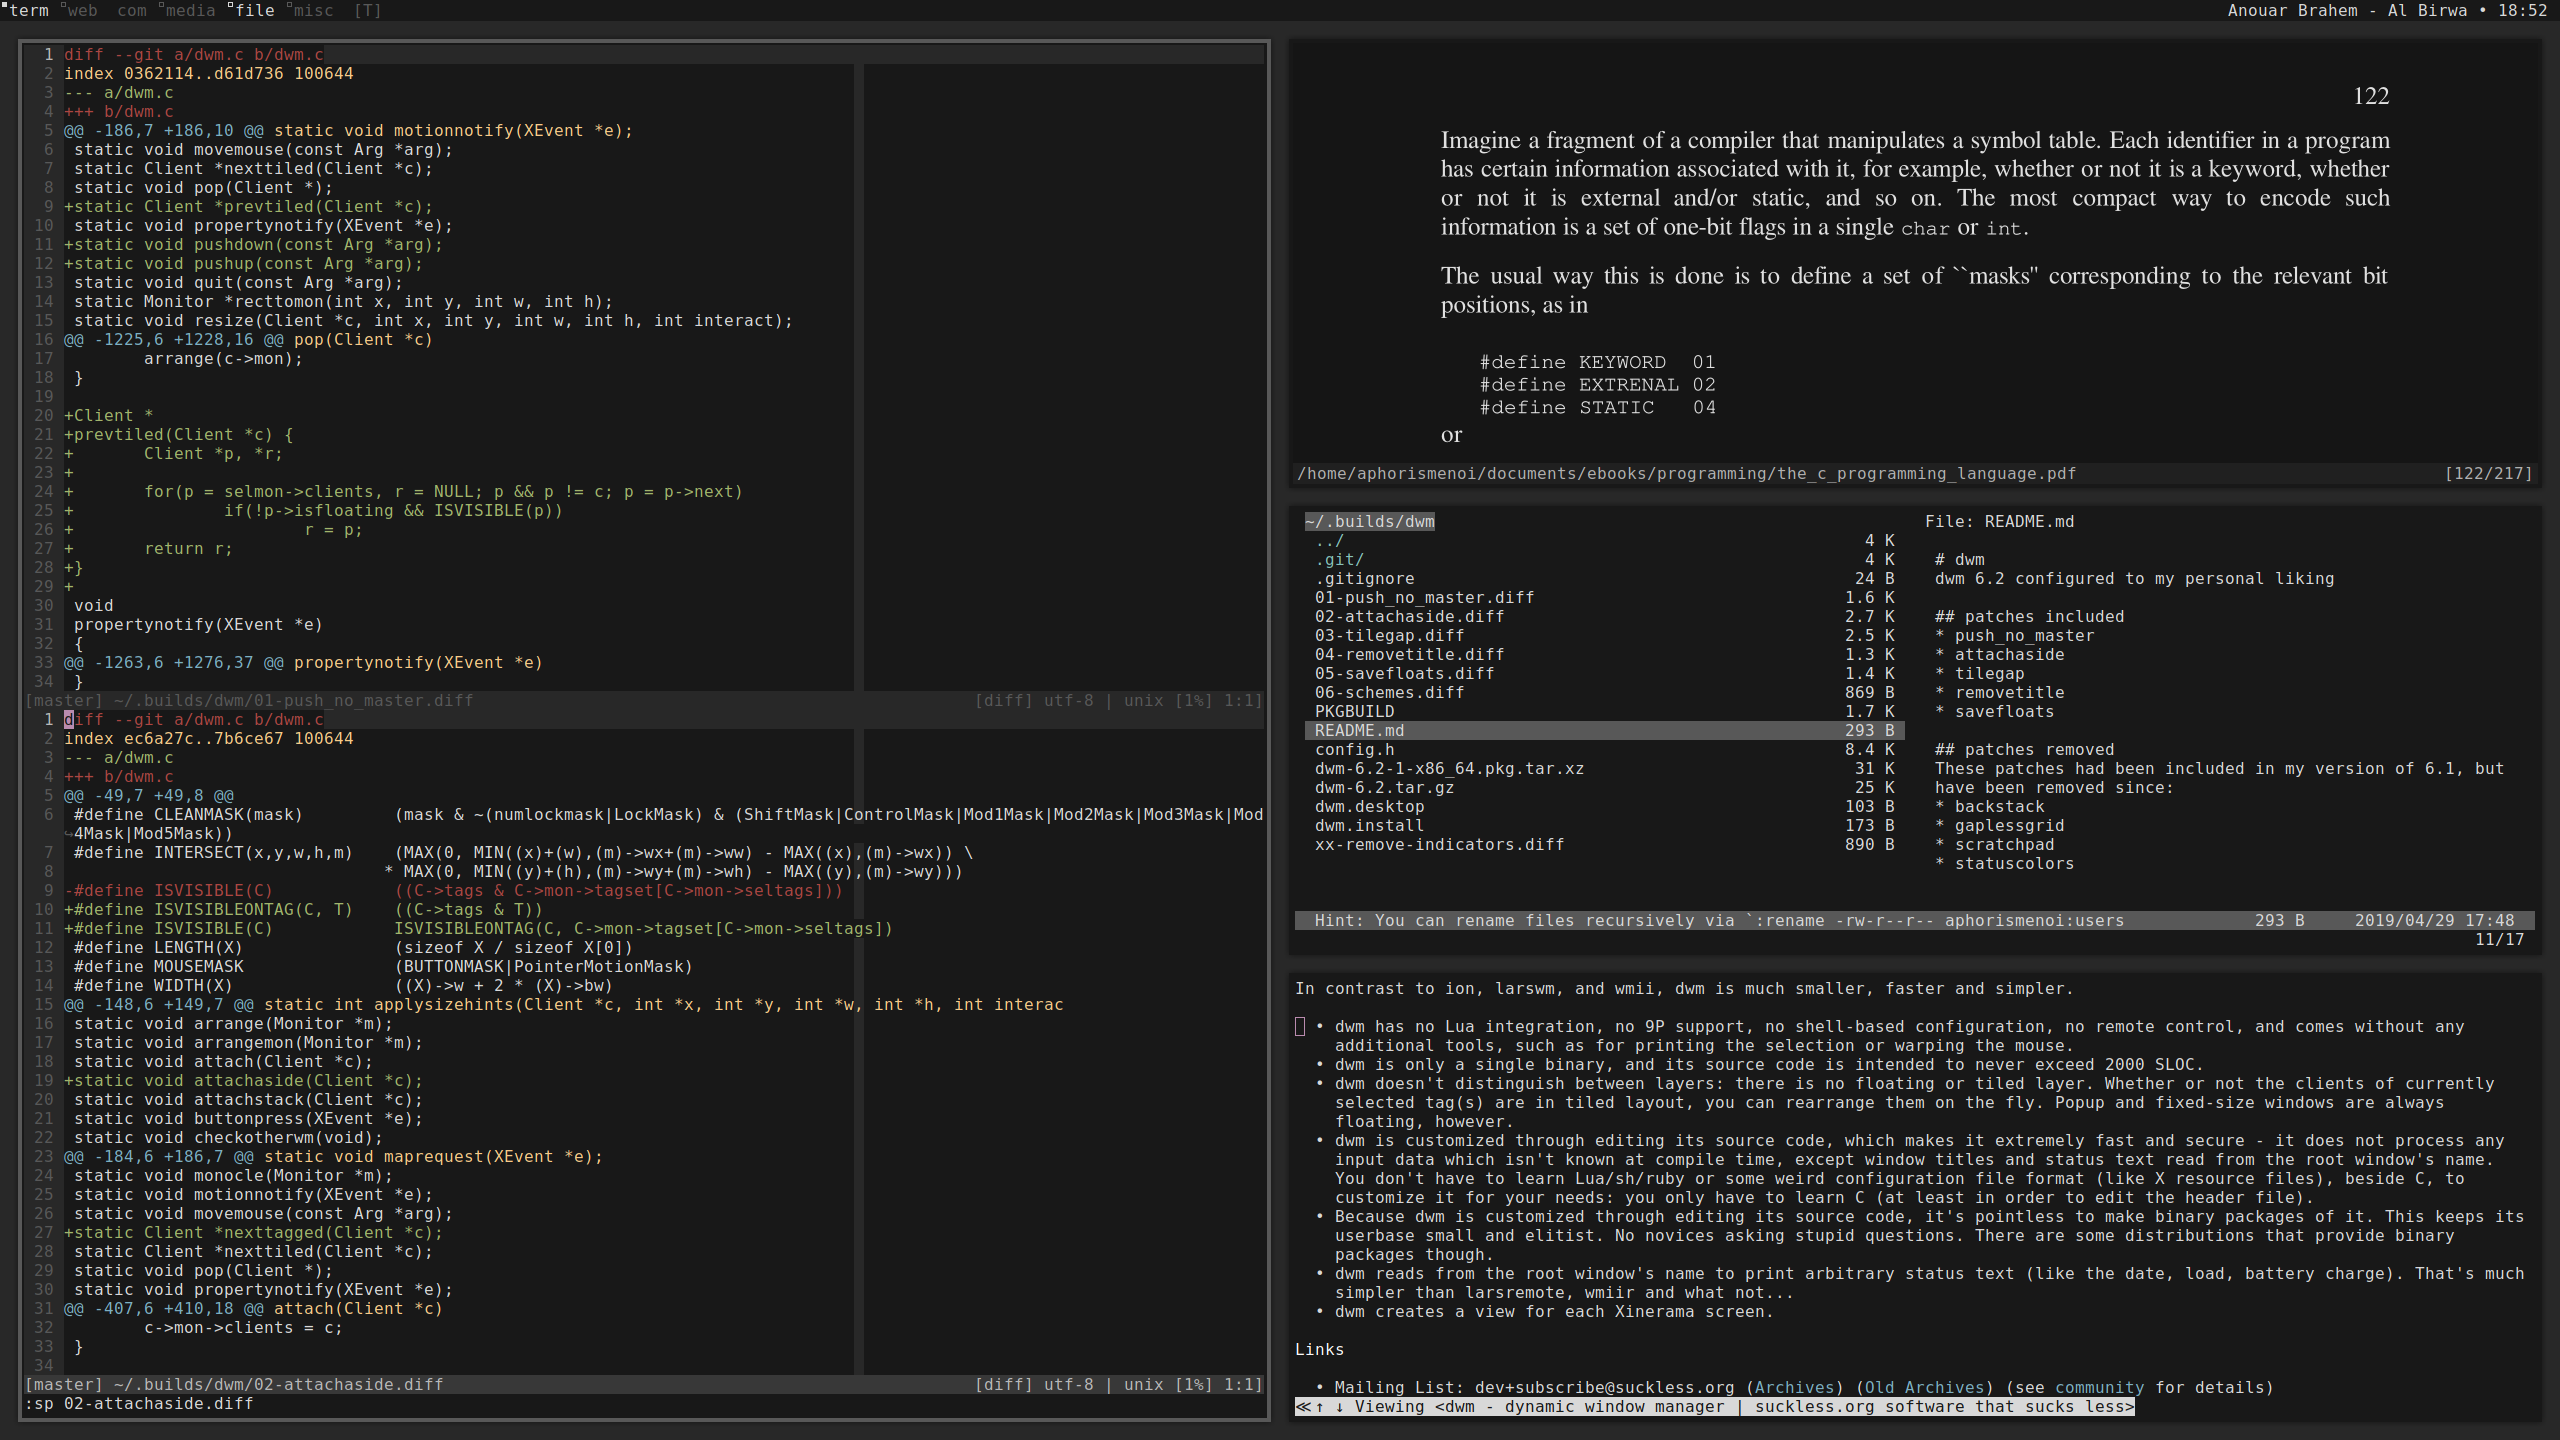 term web com media file misc [T]
Anouar Brahem - Al Birwa • 18:52
1 diff --git a/dwm.c b/dwm.c
2 index 0362114..d61d736 100644
3 --- a/dwm.c
4 +++ b/dwm.c
5 @@ -186,7 +186,10 @@ static void motionnotify(XEvent *e);
6  static void movemouse(const Arg *arg);
7  static Client *nexttiled(Client *c);
8  static void pop(Client *);
9 +static Client *prevtiled(Client *c);
10  static void propertynotify(XEvent *e);
11 +static void pushdown(const Arg *arg);
12 +static void pushup(const Arg *arg);
13  static void quit(const Arg *arg);
14  static Monitor *recttomon(int x, int y, int w, int h);
15  static void resize(Client *c, int x, int y, int w, int h, int interact);
16 @@ -1225,6 +1228,16 @@ pop(Client *c)
17         arrange(c->mon);
18  }
19
20 +Client *
21 +prevtiled(Client *c) {
22 +       Client *p, *r;
23 +
24 +       for(p = selmon->clients, r = NULL; p && p != c; p = p->next)
25 +               if(!p->isfloating && ISVISIBLE(p))
26 +                       r = p;
27 +       return r;
28 +}
29 +
30  void
31  propertynotify(XEvent *e)
32  {
33 @@ -1263,6 +1276,37 @@ propertynotify(XEvent *e)
34  }
[master] ~/.builds/dwm/01-push_no_master.diff [diff] utf-8 | unix [1%] 1:1]
1 diff --git a/dwm.c b/dwm.c
2 index ec6a27c..7b6ce67 100644
3 --- a/dwm.c
4 +++ b/dwm.c
5 @@ -49,7 +49,8 @@
6  #define CLEANMASK(mask)         (mask & ~(numlockmask|LockMask) & (ShiftMask|ControlMask|Mod1Mask|Mod2Mask|Mod3Mask|Mod
↪4Mask|Mod5Mask))
7  #define INTERSECT(x,y,w,h,m)    (MAX(0, MIN((x)+(w),(m)->wx+(m)->ww) - MAX((x),(m)->wx)) \
8                                 * MAX(0, MIN((y)+(h),(m)->wy+(m)->wh) - MAX((y),(m)->wy)))
9 -#define ISVISIBLE(C)            ((C->tags & C->mon->tagset[C->mon->seltags]))
10 +#define ISVISIBLEONTAG(C, T)    ((C->tags & T))
11 +#define ISVISIBLE(C)            ISVISIBLEONTAG(C, C->mon->tagset[C->mon->seltags])
12  #define LENGTH(X)               (sizeof X / sizeof X[0])
13  #define MOUSEMASK               (BUTTONMASK|PointerMotionMask)
14  #define WIDTH(X)                ((X)->w + 2 * (X)->bw)
15 @@ -148,6 +149,7 @@ static int applysizehints(Client *c, int *x, int *y, int *w, int *h, int interac
16  static void arrange(Monitor *m);
17  static void arrangemon(Monitor *m);
18  static void attach(Client *c);
19 +static void attachaside(Client *c);
20  static void attachstack(Client *c);
21  static void buttonpress(XEvent *e);
22  static void checkotherwm(void);
23 @@ -184,6 +186,7 @@ static void maprequest(XEvent *e);
24  static void monocle(Monitor *m);
25  static void motionnotify(XEvent *e);
26  static void movemouse(const Arg *arg);
27 +static Client *nexttagged(Client *c);
28  static Client *nexttiled(Client *c);
29  static void pop(Client *);
30  static void propertynotify(XEvent *e);
31 @@ -407,6 +410,18 @@ attach(Client *c)
32         c->mon->clients = c;
33  }
34
[master] ~/.builds/dwm/02-attachaside.diff [diff] utf-8 | unix [1%] 1:1]
:sp 02-attachaside.diff
122
Imagine a fragment of a compiler that manipulates a symbol table. Each identifier in a program
has certain information associated with it, for example, whether or not it is a keyword, whether
or not it is external and/or static, and so on. The most compact way to encode such
information is a set of one-bit flags in a single char or int.
The usual way this is done is to define a set of ``masks'' corresponding to the relevant bit
positions, as in
#define KEYWORD  01
#define EXTRENAL 02
#define STATIC   04
or
/home/aphorismenoi/documents/ebooks/programming/the_c_programming_language.pdf [122/217]
~/.builds/dwm
../ 4 K
.git/ 4 K
.gitignore 24 B
01-push_no_master.diff 1.6 K
02-attachaside.diff 2.7 K
03-tilegap.diff 2.5 K
04-removetitle.diff 1.3 K
05-savefloats.diff 1.4 K
06-schemes.diff 869 B
PKGBUILD 1.7 K
README.md 293 B
config.h 8.4 K
dwm-6.2-1-x86_64.pkg.tar.xz 31 K
dwm-6.2.tar.gz 25 K
dwm.desktop 103 B
dwm.install 173 B
xx-remove-indicators.diff 890 B
File: README.md
# dwm
dwm 6.2 configured to my personal liking
## patches included
* push_no_master
* attachaside
* tilegap
* removetitle
* savefloats
## patches removed
These patches had been included in my version of 6.1, but
have been removed since:
* backstack
* gaplessgrid
* scratchpad
* statuscolors
Hint: You can rename files recursively via `:rename -rw-r--r-- aphorismenoi:users 293 B 2019/04/29 17:48
11/17
In contrast to ion, larswm, and wmii, dwm is much smaller, faster and simpler.
• dwm has no Lua integration, no 9P support, no shell-based configuration, no remote control, and comes without any
additional tools, such as for printing the selection or warping the mouse.
• dwm is only a single binary, and its source code is intended to never exceed 2000 SLOC.
• dwm doesn't distinguish between layers: there is no floating or tiled layer. Whether or not the clients of currently
selected tag(s) are in tiled layout, you can rearrange them on the fly. Popup and fixed-size windows are always
floating, however.
• dwm is customized through editing its source code, which makes it extremely fast and secure - it does not process any
input data which isn't known at compile time, except window titles and status text read from the root window's name.
You don't have to learn Lua/sh/ruby or some weird configuration file format (like X resource files), beside C, to
customize it for your needs: you only have to learn C (at least in order to edit the header file).
• Because dwm is customized through editing its source code, it's pointless to make binary packages of it. This keeps its
userbase small and elitist. No novices asking stupid questions. There are some distributions that provide binary
packages though.
• dwm reads from the root window's name to print arbitrary status text (like the date, load, battery charge). That's much
simpler than larsremote, wmiir and what not...
• dwm creates a view for each Xinerama screen.
Links
• Mailing List: dev+subscribe@suckless.org (Archives) (Old Archives) (see community for details)
≪↑ ↓ Viewing <dwm - dynamic window manager | suckless.org software that sucks less>